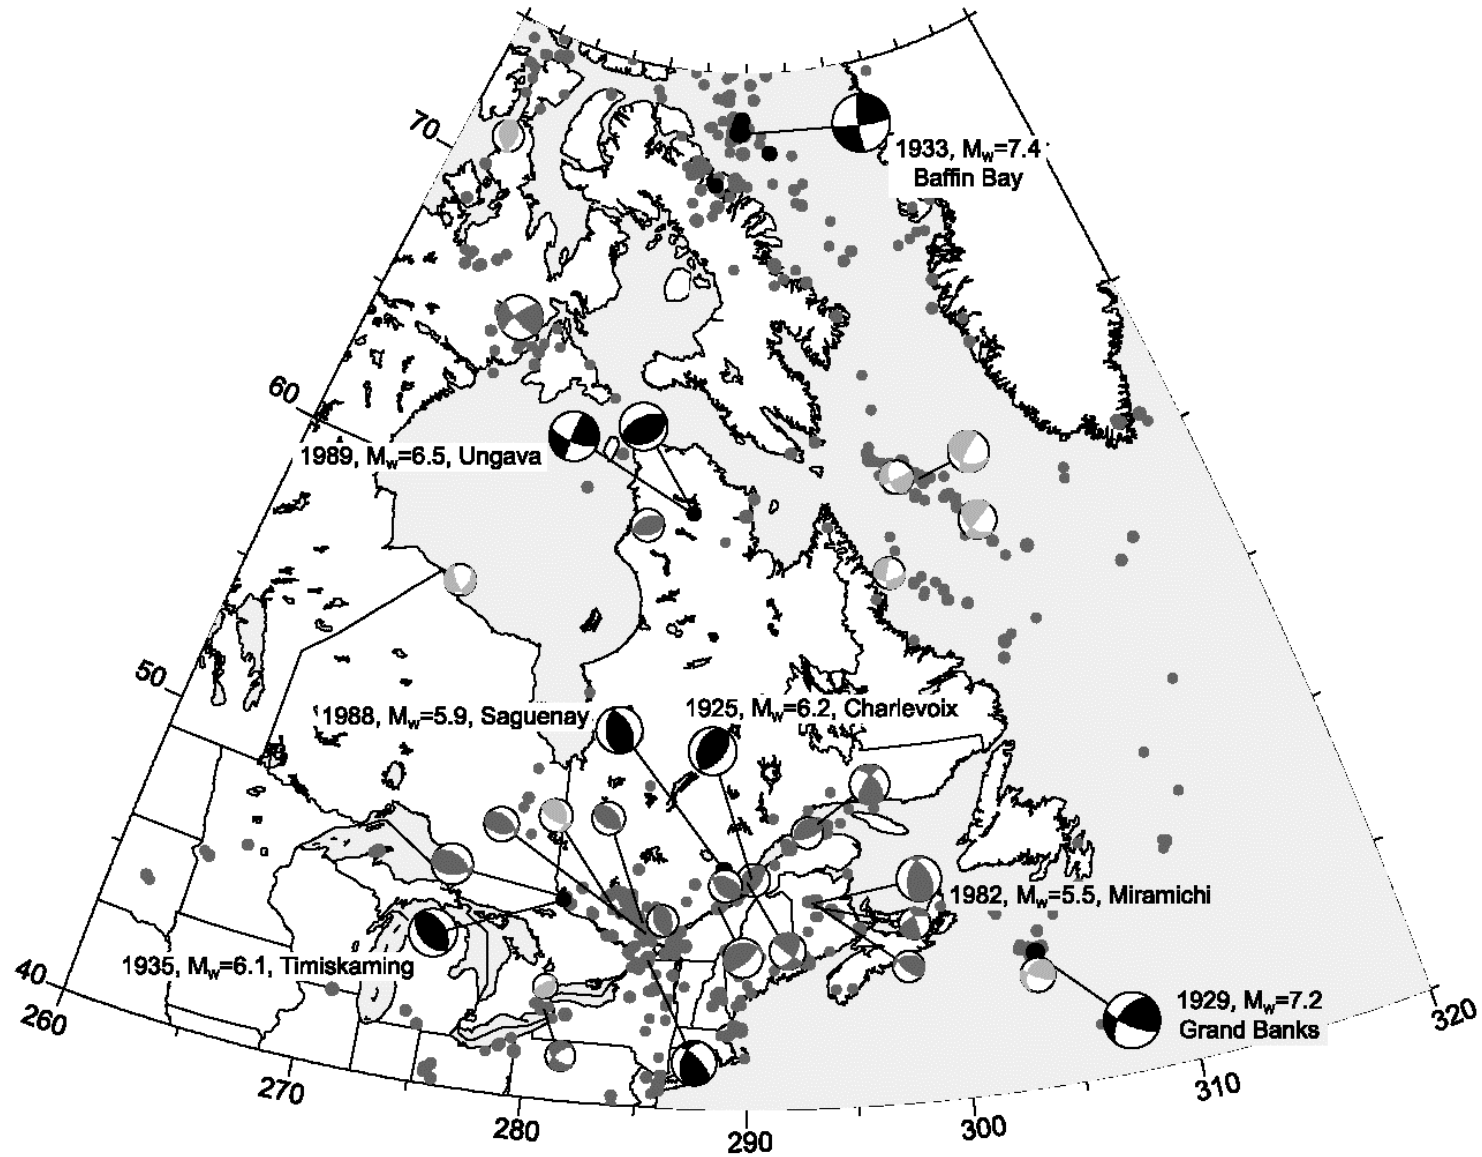 70
1933, Mw=7.4
Baffin Bay
60
1989, Mw=6.5, Ungava
50
1988, Mw=5.9, Saguenay
1925, Mw=6.2, Charlevoix
1982, Mw=5.5, Miramichi
1935, Mw=6.1, Timiskaming
40
260
1929, Mw=7.2
Grand Banks
320
270
310
280
300
290